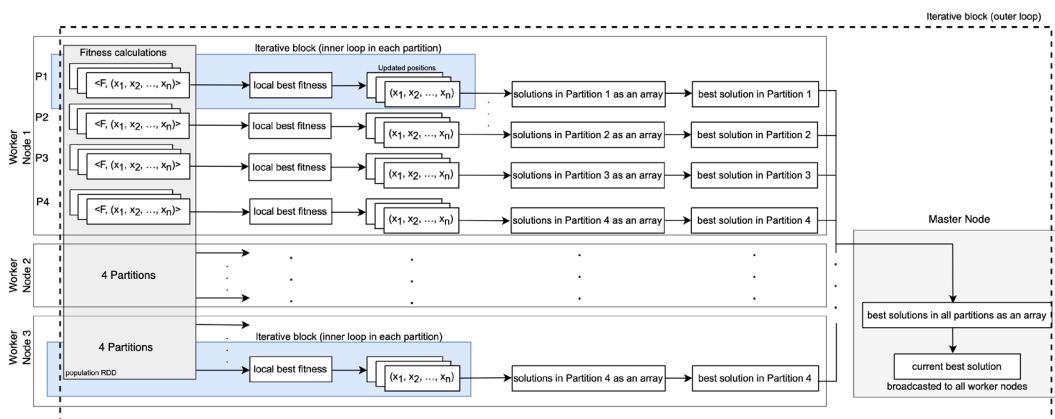 Iterative block (outer loop)
Fitness calculations
Iterative block (inner loop in each partition)
Updated positions
Worker
Node 1
P1
<F, (x1, x2, ..., xn)>
local best fitness
(x1, x2, ..., xn)
solutions in Partition 1 as an array
best solution in Partition 1
P2
<F, (x1, x2, ..., xn)>
local best fitness
(x1, x2, ..., xn)
solutions in Partition 2 as an array
best solution in Partition 2
P3
<F, (x1, x2, ..., xn)>
local best fitness
(x1, x2, ..., xn)
solutions in Partition 3 as an array
best solution in Partition 3
P4
<F, (x1, x2, ..., xn)>
local best fitness
(x1, x2, ..., xn)
solutions in Partition 4 as an array
best solution in Partition 4
Worker
Node 2
4 Partitions
Worker
Node 3
4 Partitions
Iterative block (inner loop in each partition)
population RDD
local best fitness
(x1, x2, ..., xn)
solutions in Partition 4 as an array
best solution in Partition 4
Master Node
best solutions in all partitions as an array
current best solution
broadcasted to all worker nodes